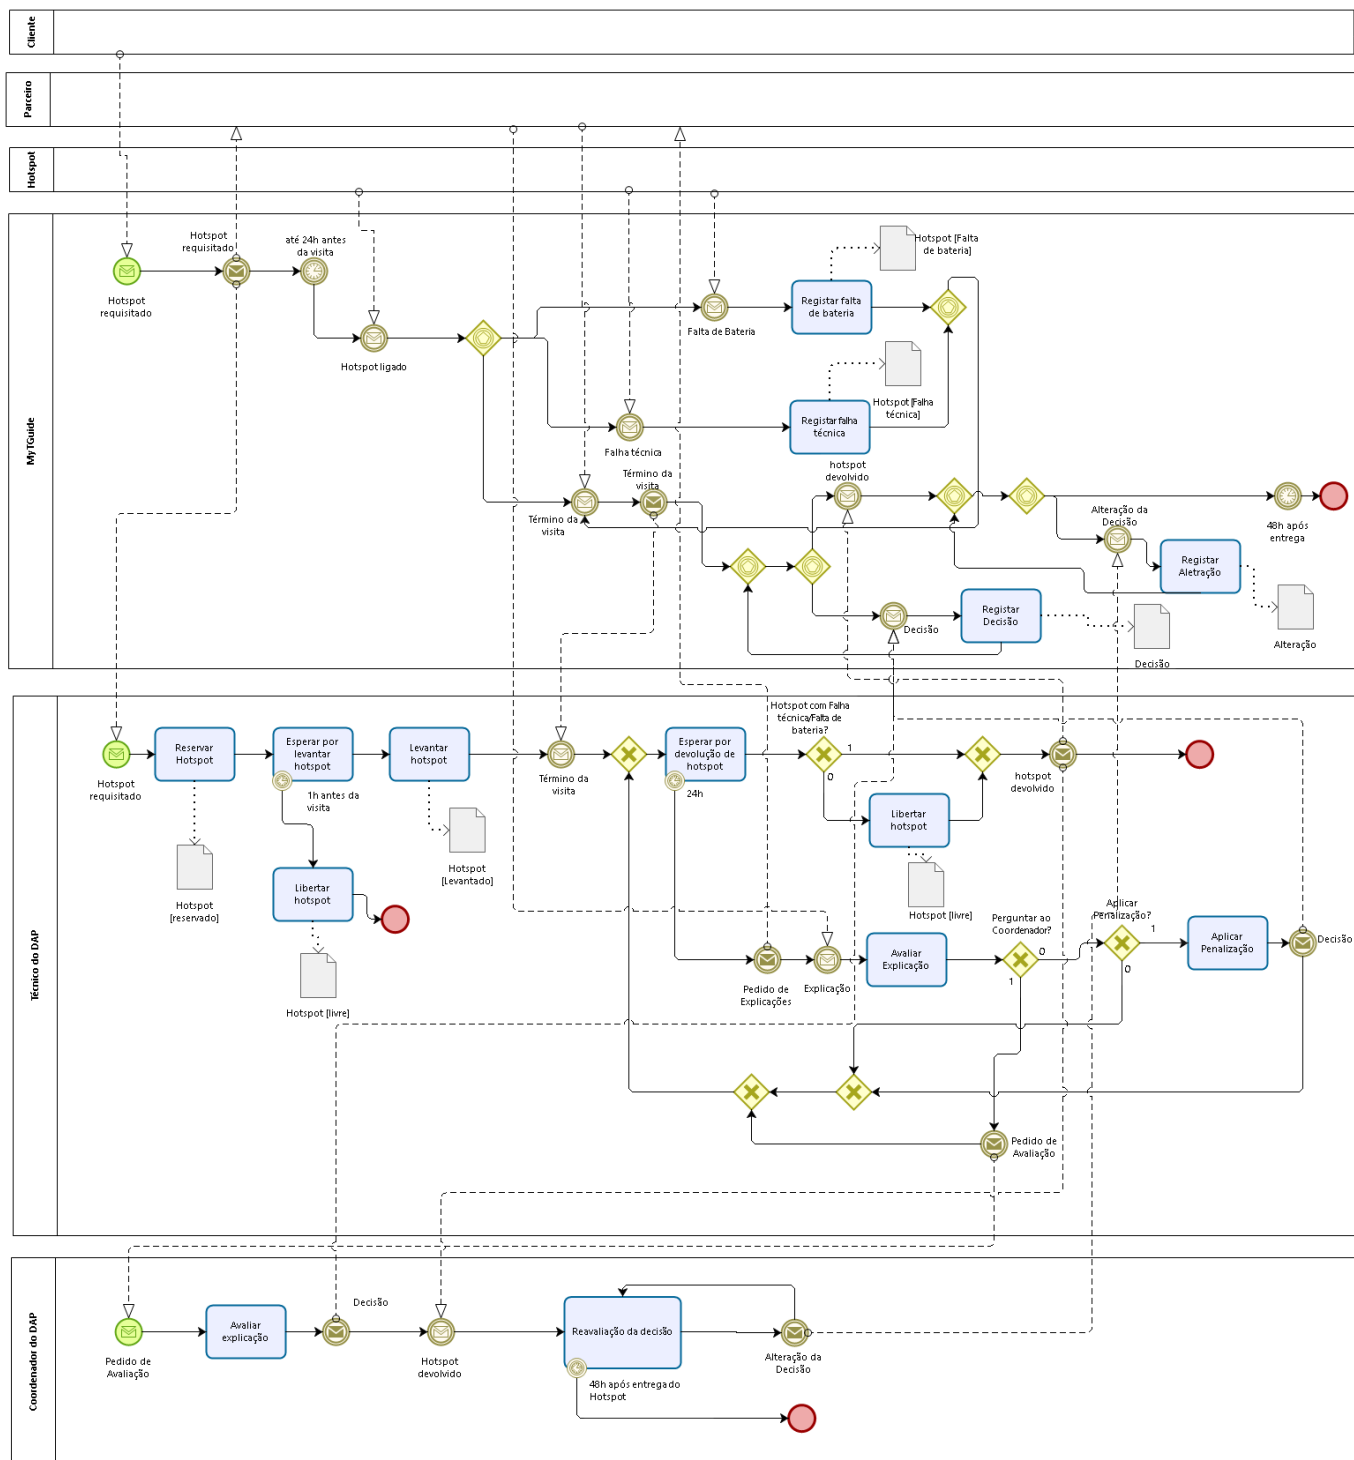 Cliente
Parceiro
Hotspot
MyTGuide
Hotspot
requisitado
Hotspot
requisitado
até 24h antes
da visita
Hotspot ligado
Falta de Bateria
Registar falta
de bateria
Hotspot [Falta
de bateria]
Falha técnica
Registar falha
técnica
Hotspot [Falha
técnica]
Término da
visita
Término da
visita
hotspot
devolvido
Decisão
Registar
Decisão
Decisão
Alteração da
Decisão
Registar
Aletração
Alteração
48h após
entrega
Técnico do DAP
Hotspot
requisitado
Reservar
Hotspot
Hotspot
[reservado]
Esperar por
levantar
hotspot
1h antes da
visita
Libertar
hotspot
Hotspot [livre]
Levantar
hotspot
Hotspot
[Levantado]
Término da
visita
Esperar por
devolução de
hotspot
24h
Hotspot com Falha
técnica/Falta de
bateria?
1
0
Libertar
hotspot
Hotspot [livre]
hotspot
devolvido
Pedido de
Explicações
Explicação
Avaliar
Explicação
Perguntar ao
Coordenador?
0
1
Aplicar
Penalização?
1
0
Aplicar
Penalização
Decisão
Pedido de
Avaliação
Coordenador do DAP
Pedido de
Avaliação
Avaliar
explicação
Decisão
Hotspot
devolvido
Reavaliação da decisão
48h após entrega do
Hotspot
Alteração da
Decisão